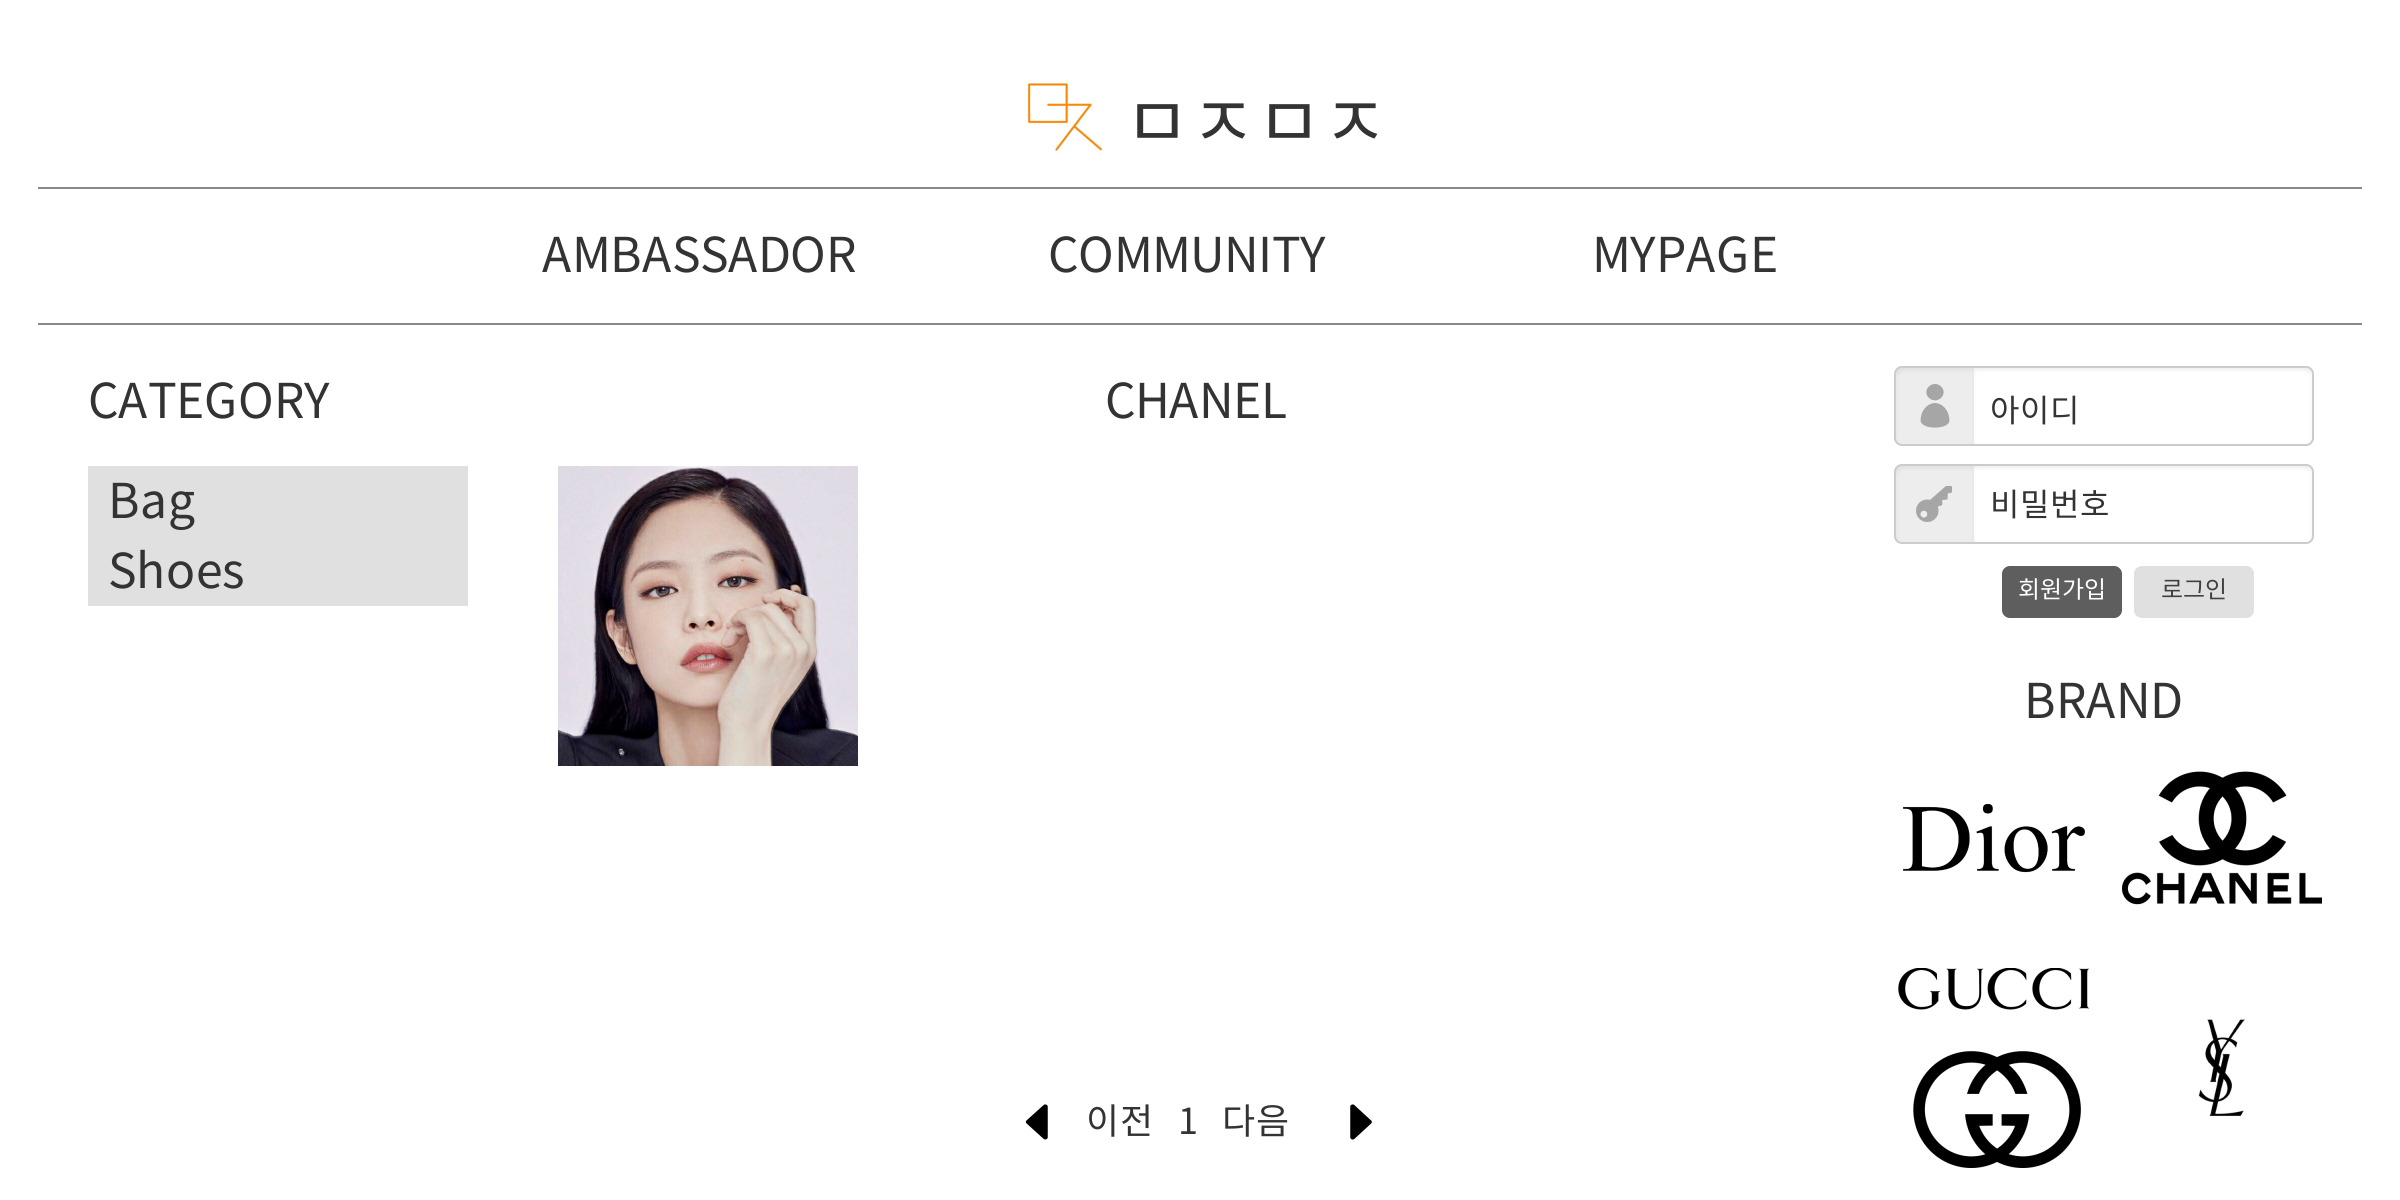 ㅁㅈㅁㅈ
AMBASSADOR COMMUNITY MYPAGE
CATEGORY
Bag
Shoes
CHANEL
아이디
비밀번호
회원가입 로그인
BRAND
Dior
CHANEL
GUCCI
YSL
이전 1 다음